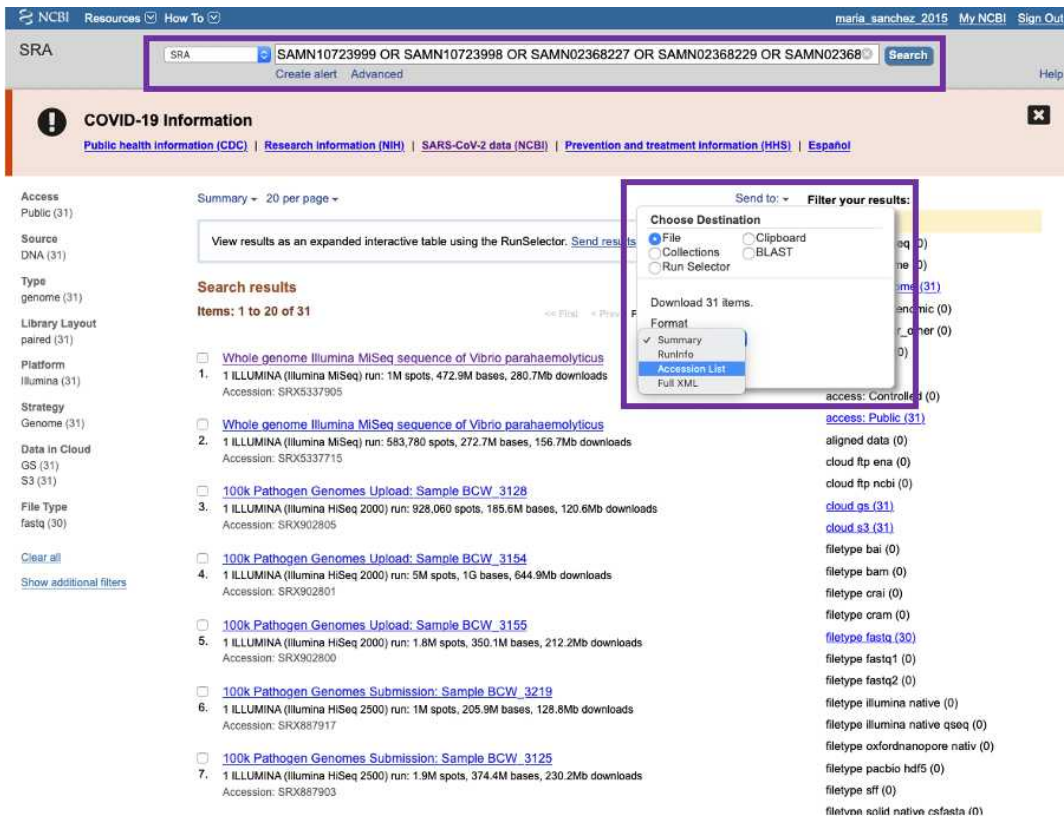 NCBI Resources How To maria_sanchez_2015 My NCBI Sign Out
SRA SRA SAMN10723999 OR SAMN10723998 OR SAMN02368227 OR SAMN02368229 OR SAMN02368 Search
Create alert Advanced Help
COVID-19 Information
Public health information (CDC) | Research information (NIH) | SARS-CoV-2 data (NCBI) | Prevention and treatment information (HHS) | Español
Access
Public (31)
Source
DNA (31)
Type
genome (31)
Library Layout
paired (31)
Platform
Illumina (31)
Strategy
Genome (31)
Data in Cloud
GS (31)
S3 (31)
File Type
fastq (30)
Clear all
Show additional filters
Summary 20 per page Send to:
View results as an expanded interactive table using the RunSelector. Send results
Search results
Items: 1 to 20 of 31 << First < Prev
Whole genome Illumina MiSeq sequence of Vibrio parahaemolyticus
1. 1 ILLUMINA (Illumina MiSeq) run: 1M spots, 472.9M bases, 280.7Mb downloads
Accession: SRX5337905
Whole genome Illumina MiSeq sequence of Vibrio parahaemolyticus
2. 1 ILLUMINA (Illumina MiSeq) run: 583,780 spots, 272.7M bases, 156.7Mb downloads
Accession: SRX5337715
100k Pathogen Genomes Upload: Sample BCW_3128
3. 1 ILLUMINA (Illumina HiSeq 2000) run: 928,060 spots, 185.6M bases, 120.6Mb downloads
Accession: SRX902805
100k Pathogen Genomes Upload: Sample BCW_3154
4. 1 ILLUMINA (Illumina HiSeq 2000) run: 5M spots, 1G bases, 644.9Mb downloads
Accession: SRX902801
100k Pathogen Genomes Upload: Sample BCW_3155
5. 1 ILLUMINA (Illumina HiSeq 2000) run: 1.8M spots, 350.1M bases, 212.2Mb downloads
Accession: SRX902800
100k Pathogen Genomes Submission: Sample BCW_3219
6. 1 ILLUMINA (Illumina HiSeq 2500) run: 1M spots, 205.9M bases, 128.8Mb downloads
Accession: SRX887917
100k Pathogen Genomes Submission: Sample BCW_3125
7. 1 ILLUMINA (Illumina HiSeq 2500) run: 1.9M spots, 374.4M bases, 230.2Mb downloads
Accession: SRX887903
Choose Destination
File Clipboard
Collections BLAST
Run Selector
Download 31 items.
Format
Summary
RunInfo
Accession List
Full XML
Filter your results:
access: Controlled (0)
access: Public (31)
aligned data (0)
cloud ftp ena (0)
cloud ftp ncbi (0)
cloud gs (31)
cloud s3 (31)
filetype bai (0)
filetype bam (0)
filetype crai (0)
filetype cram (0)
filetype fastq (30)
filetype fastq1 (0)
filetype fastq2 (0)
filetype illumina native (0)
filetype illumina native qseq (0)
filetype oxfordnanopore nativ (0)
filetype pacbio hdf5 (0)
filetype sff (0)
filetype solid native csfasta (0)